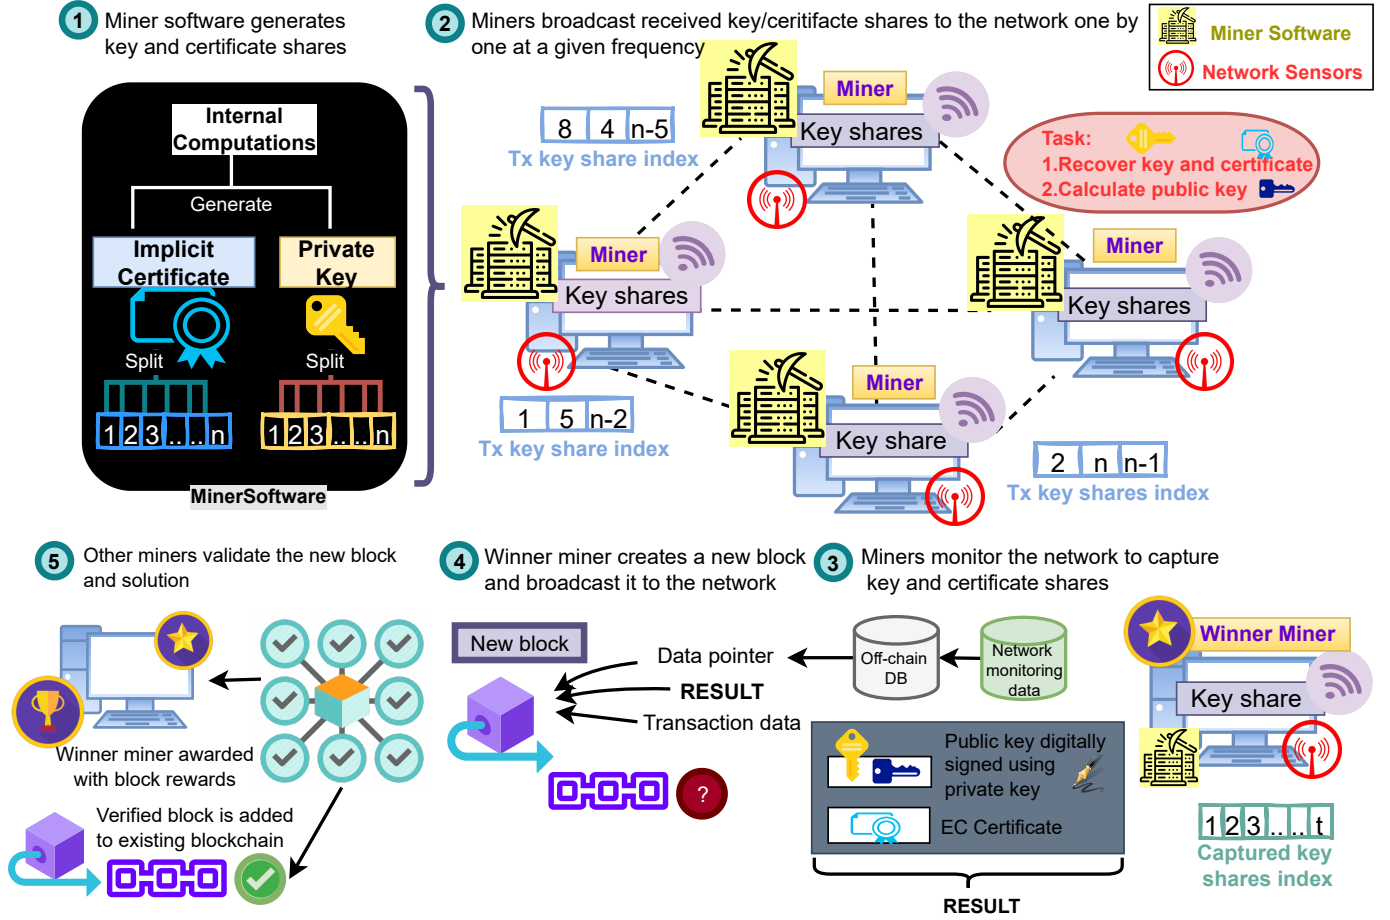 1
Miner software generates
key and certificate shares
Internal
Computations
Generate
Implicit
Certificate
Private
Key
Split
Split
1 2 3 .. .. n
1 2 3 .. .. n
MinerSoftware
2
Miners broadcast received key/ceritifacte shares to the network one by
one at a given frequency
Miner Software
Network Sensors
8 4 n-5
Tx key share index
Miner
Key shares
Task:
1.Recover key and certificate
2.Calculate public key
Miner
Key shares
Miner
Key shares
1 5 n-2
Tx key share index
Miner
Key share
2 n n-1
Tx key shares index
5
Other miners validate the new block
and solution
Winner miner awarded
with block rewards
Verified block is added
to existing blockchain
4
Winner miner creates a new block
and broadcast it to the network
New block
Data pointer
RESULT
Transaction data
?
3
Miners monitor the network to capture
key and certificate shares
Off-chain
DB
Network
monitoring
data
Public key digitally
signed using
private key
EC Certificate
RESULT
Winner Miner
Key share
1 2 3 .. .. t
Captured key
shares index